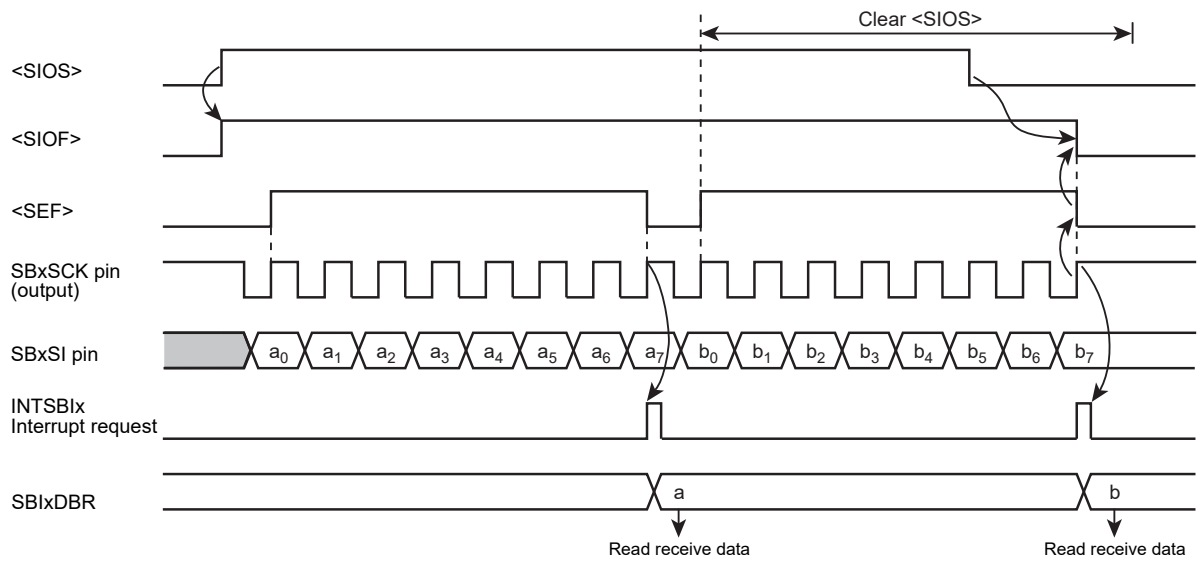 Clear <SIOS>
<SIOS>
<SIOF>
<SEF>
SBxSCK pin
(output)
SBxSI pin
a0 a1 a2 a3 a4 a5 a6 a7 b0 b1 b2 b3 b4 b5 b6 b7
INTSBIx
Interrupt request
SBIxDBR
a b
Read receive data Read receive data